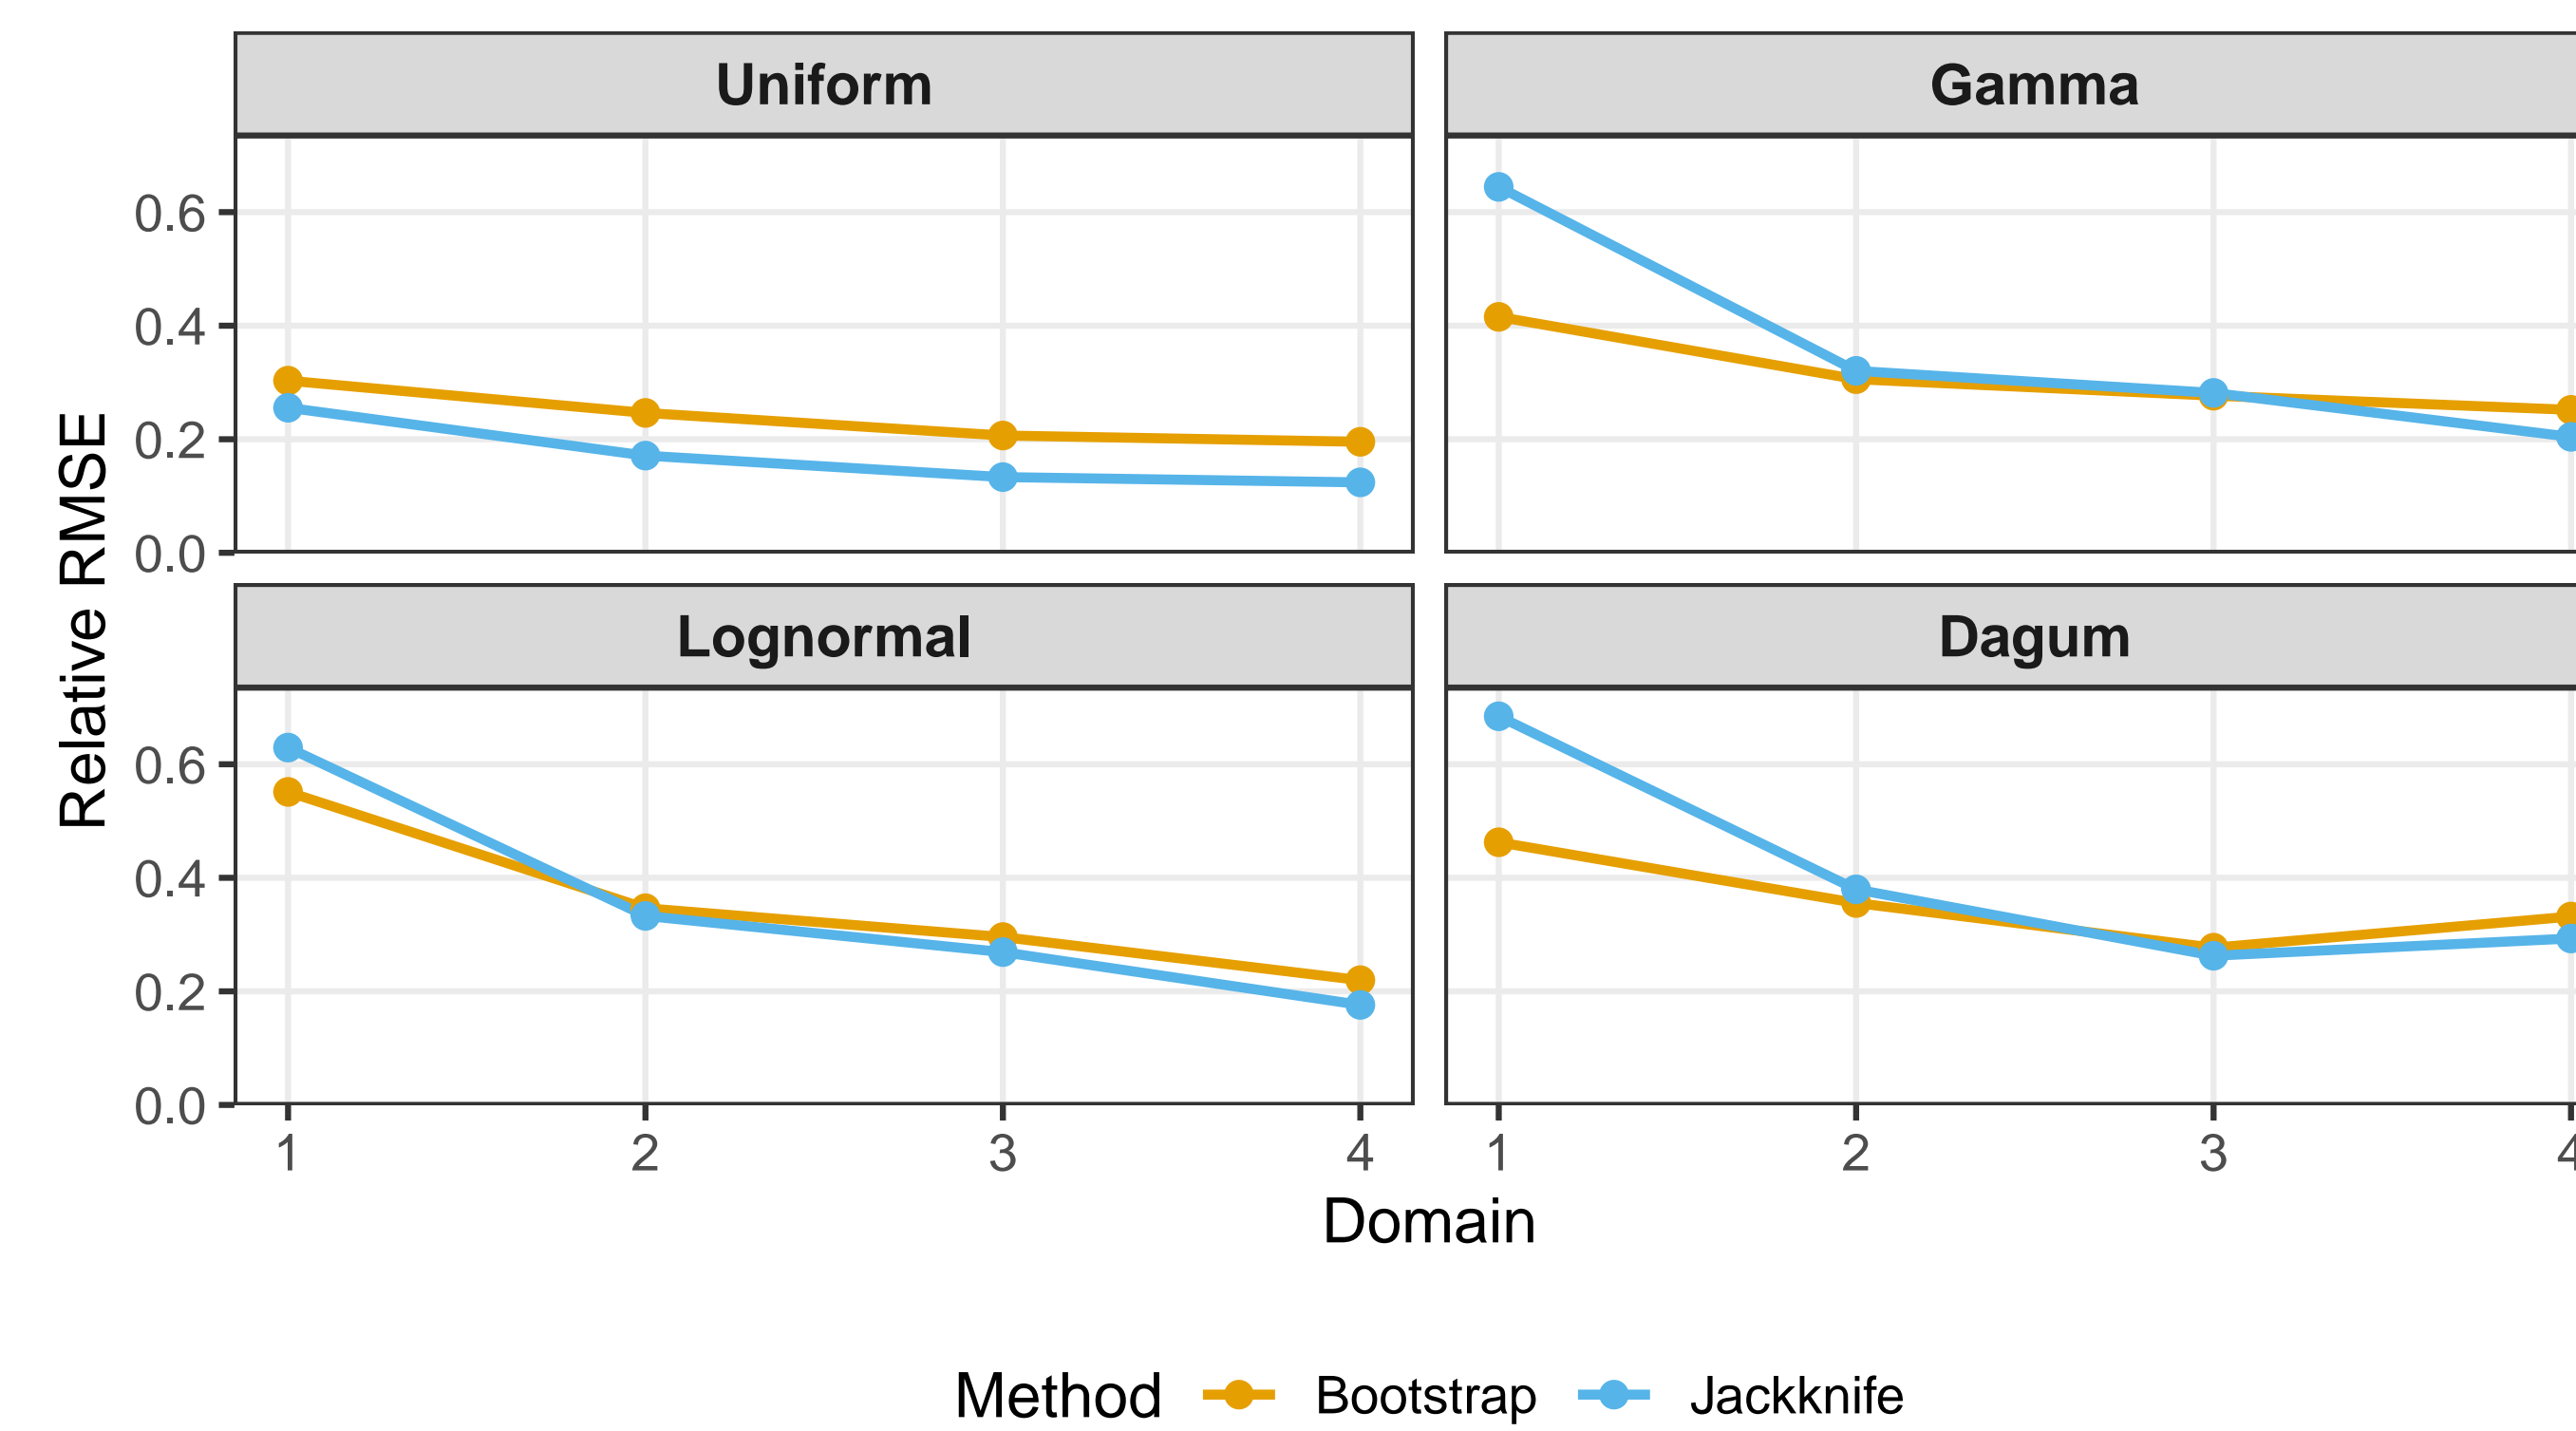 Uniform
Gamma
0.6
0.4
0.2
0.0
Lognormal
Dagum
0.6
0.4
0.2
0.0
Relative RMSE
1 2 3 4 1 2 3 4
Domain
Method Bootstrap Jackknife